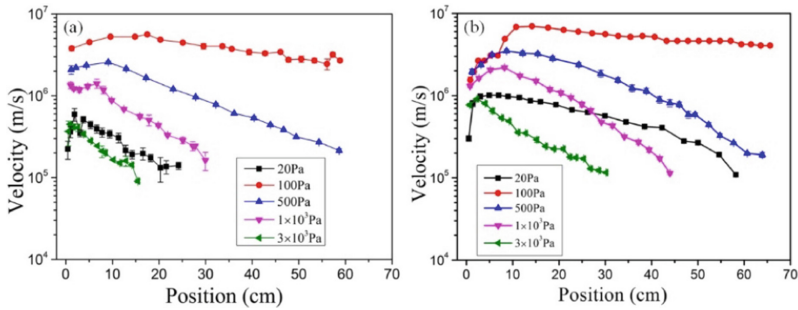 (a)
Velocity (m/s)
10^7
10^6
10^5
10^4
20Pa
100Pa
500Pa
1×10^3Pa
3×10^3Pa
0 10 20 30 40 50 60 70
Position (cm)
(b)
Velocity (m/s)
10^7
10^6
10^5
10^4
20Pa
100Pa
500Pa
1×10^3Pa
3×10^3Pa
0 10 20 30 40 50 60 70
Position (cm)